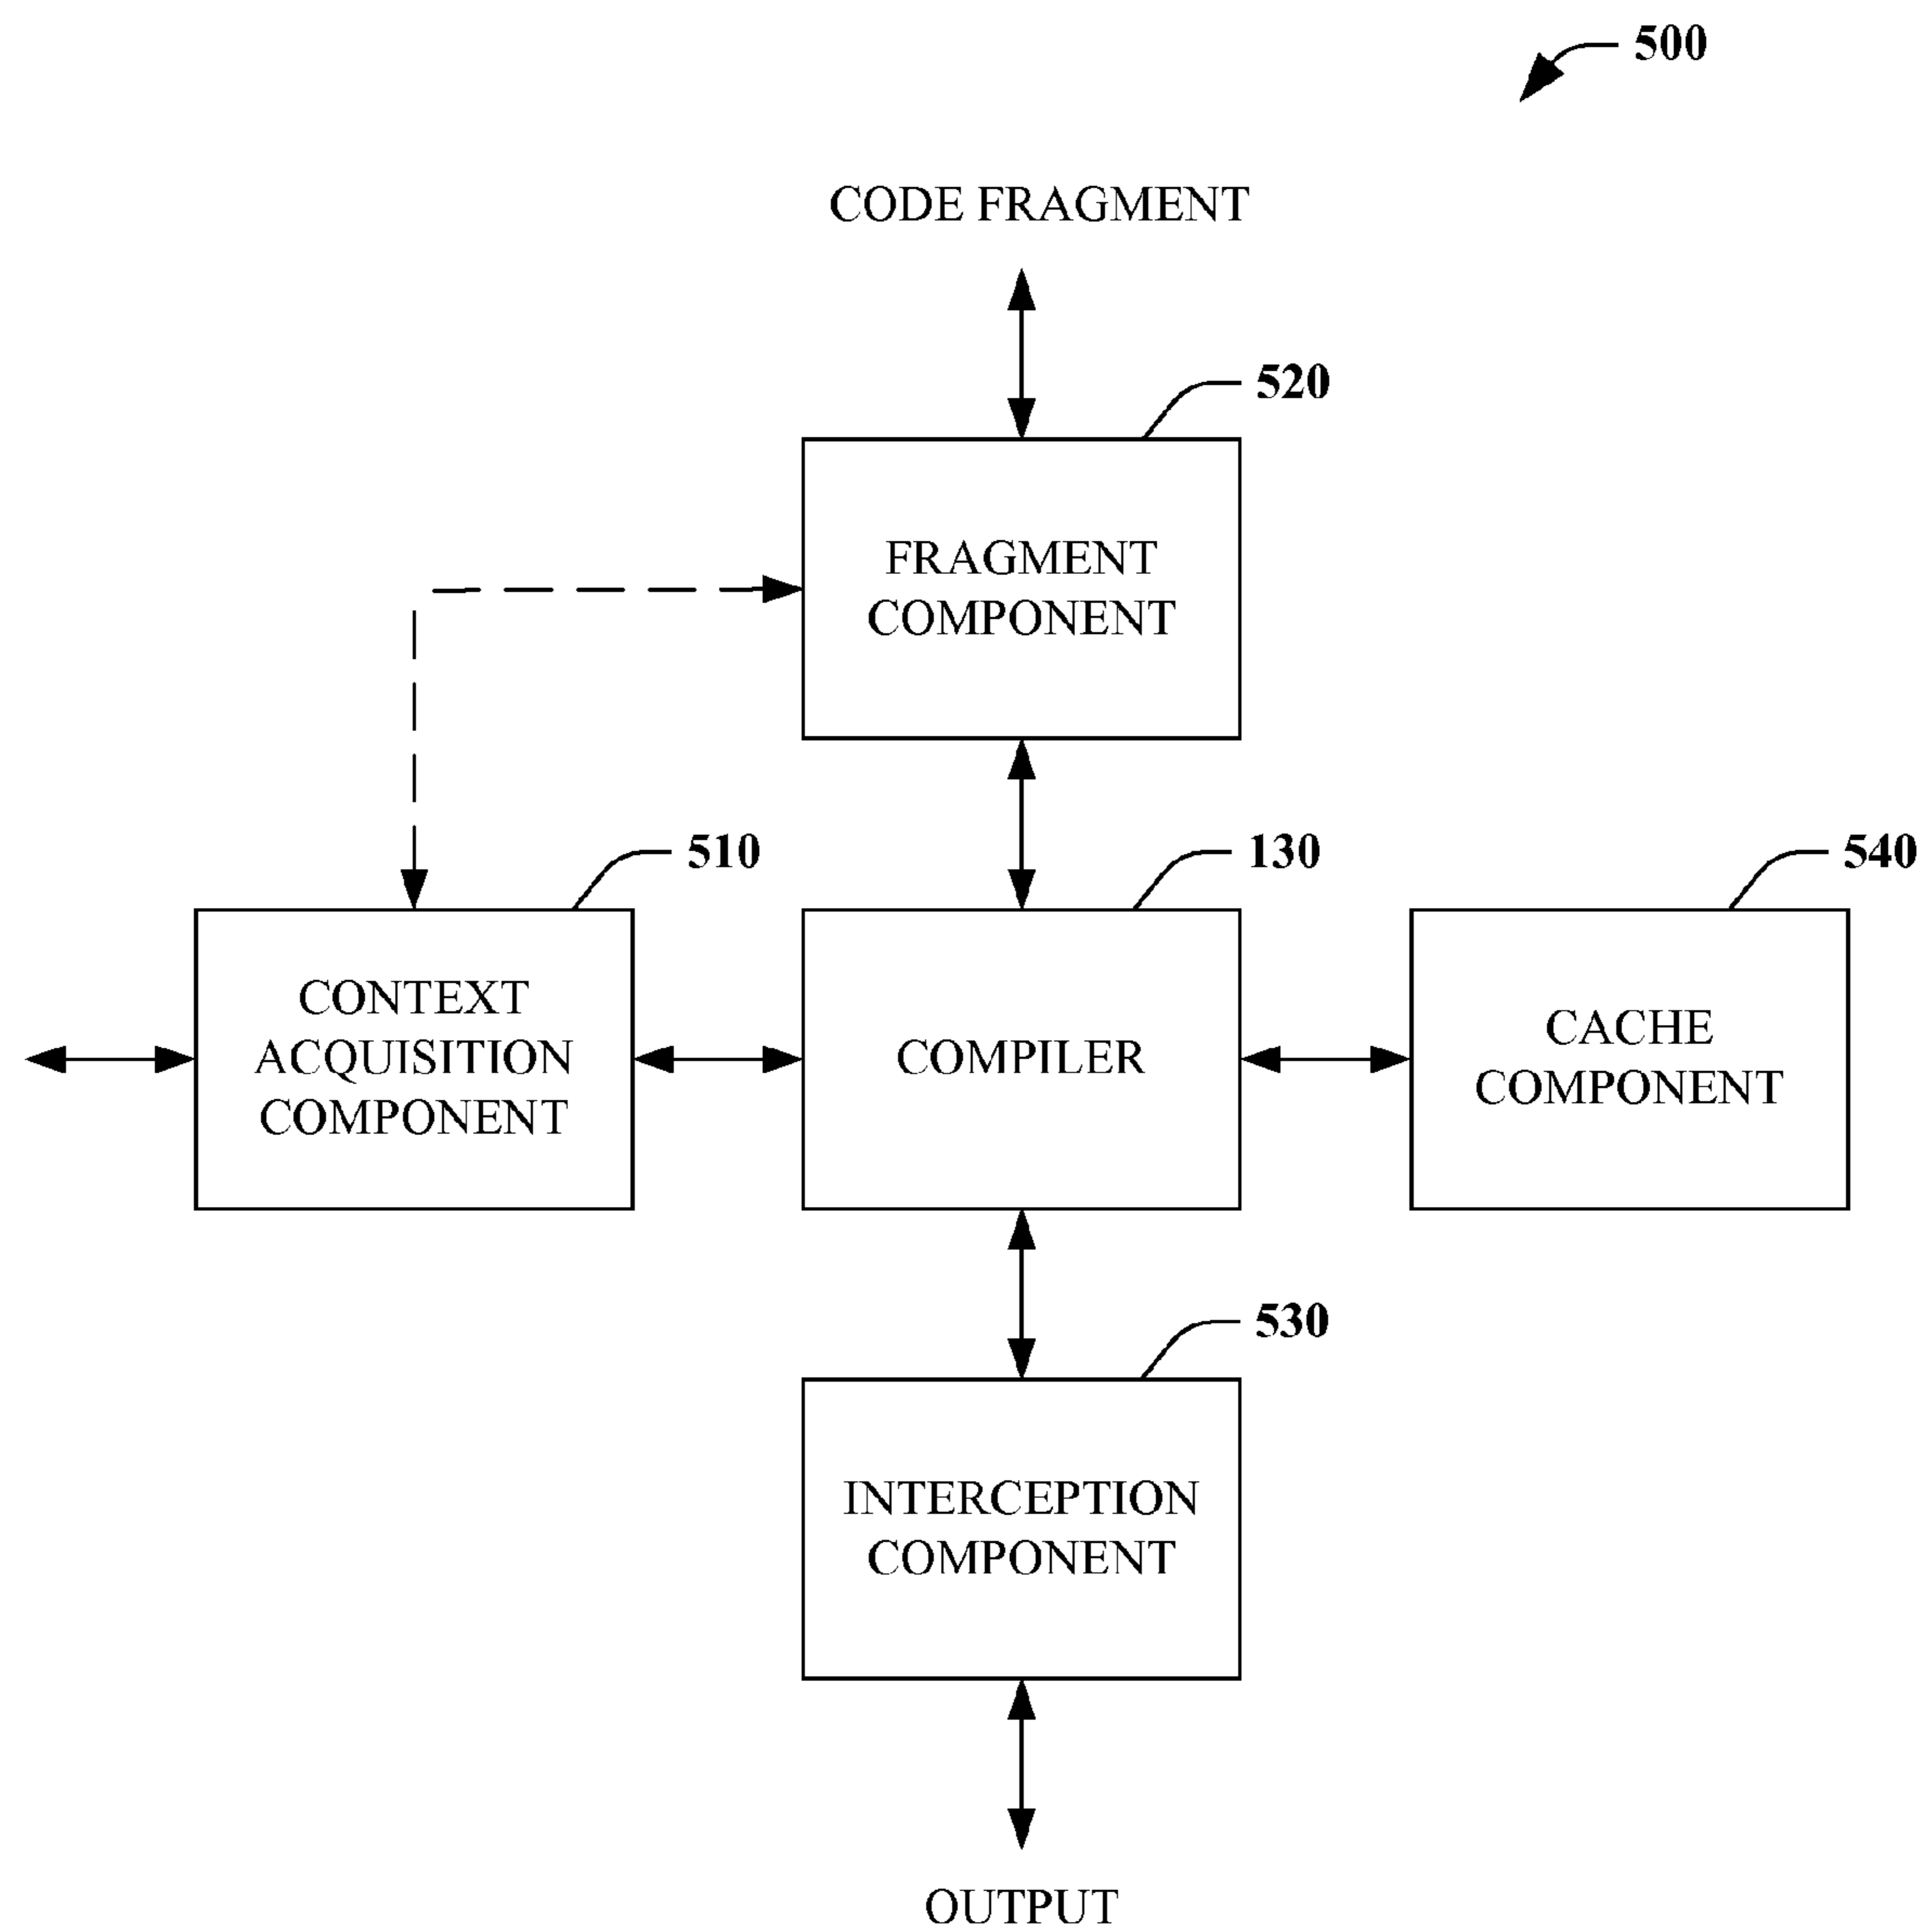 500
CODE FRAGMENT
520
FRAGMENT
COMPONENT
510
130
540
CONTEXT
ACQUISITION
COMPONENT
COMPILER
CACHE
COMPONENT
530
INTERCEPTION
COMPONENT
OUTPUT